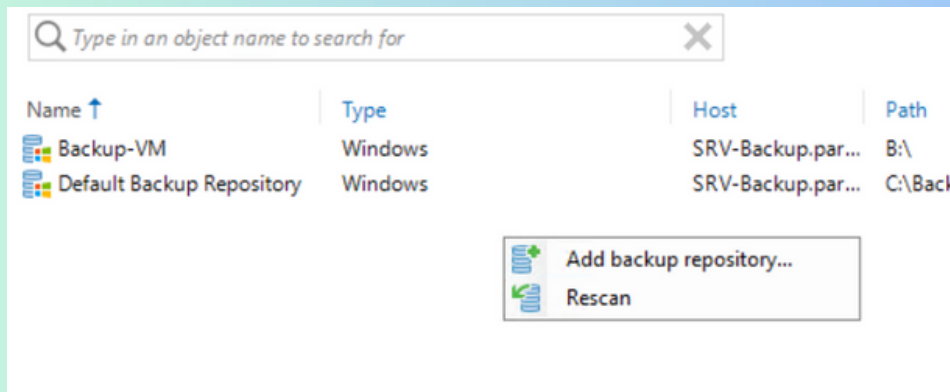 Type in an object name to search for
Name Type Host Path
Backup-VM Windows SRV-Backup.par... B:\
Default Backup Repository Windows SRV-Backup.par... C:\Back
Add backup repository...
Rescan